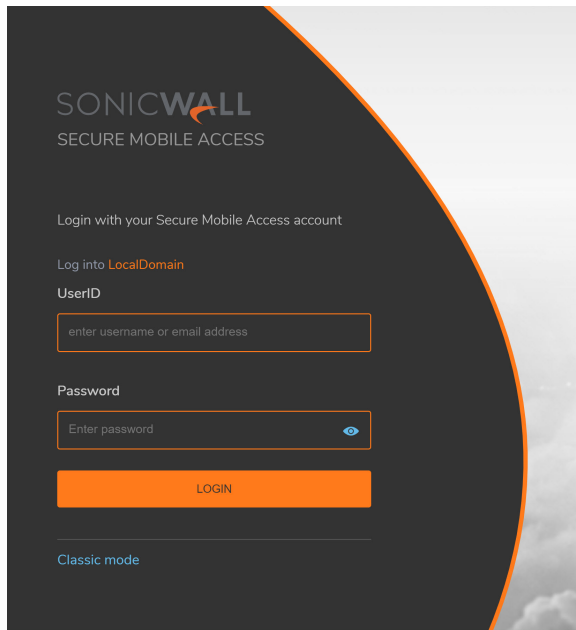 SONICWALL
SECURE MOBILE ACCESS
Login with your Secure Mobile Access account
Log into LocalDomain
UserID
enter username or email address
Password
Enter password
LOGIN
Classic mode